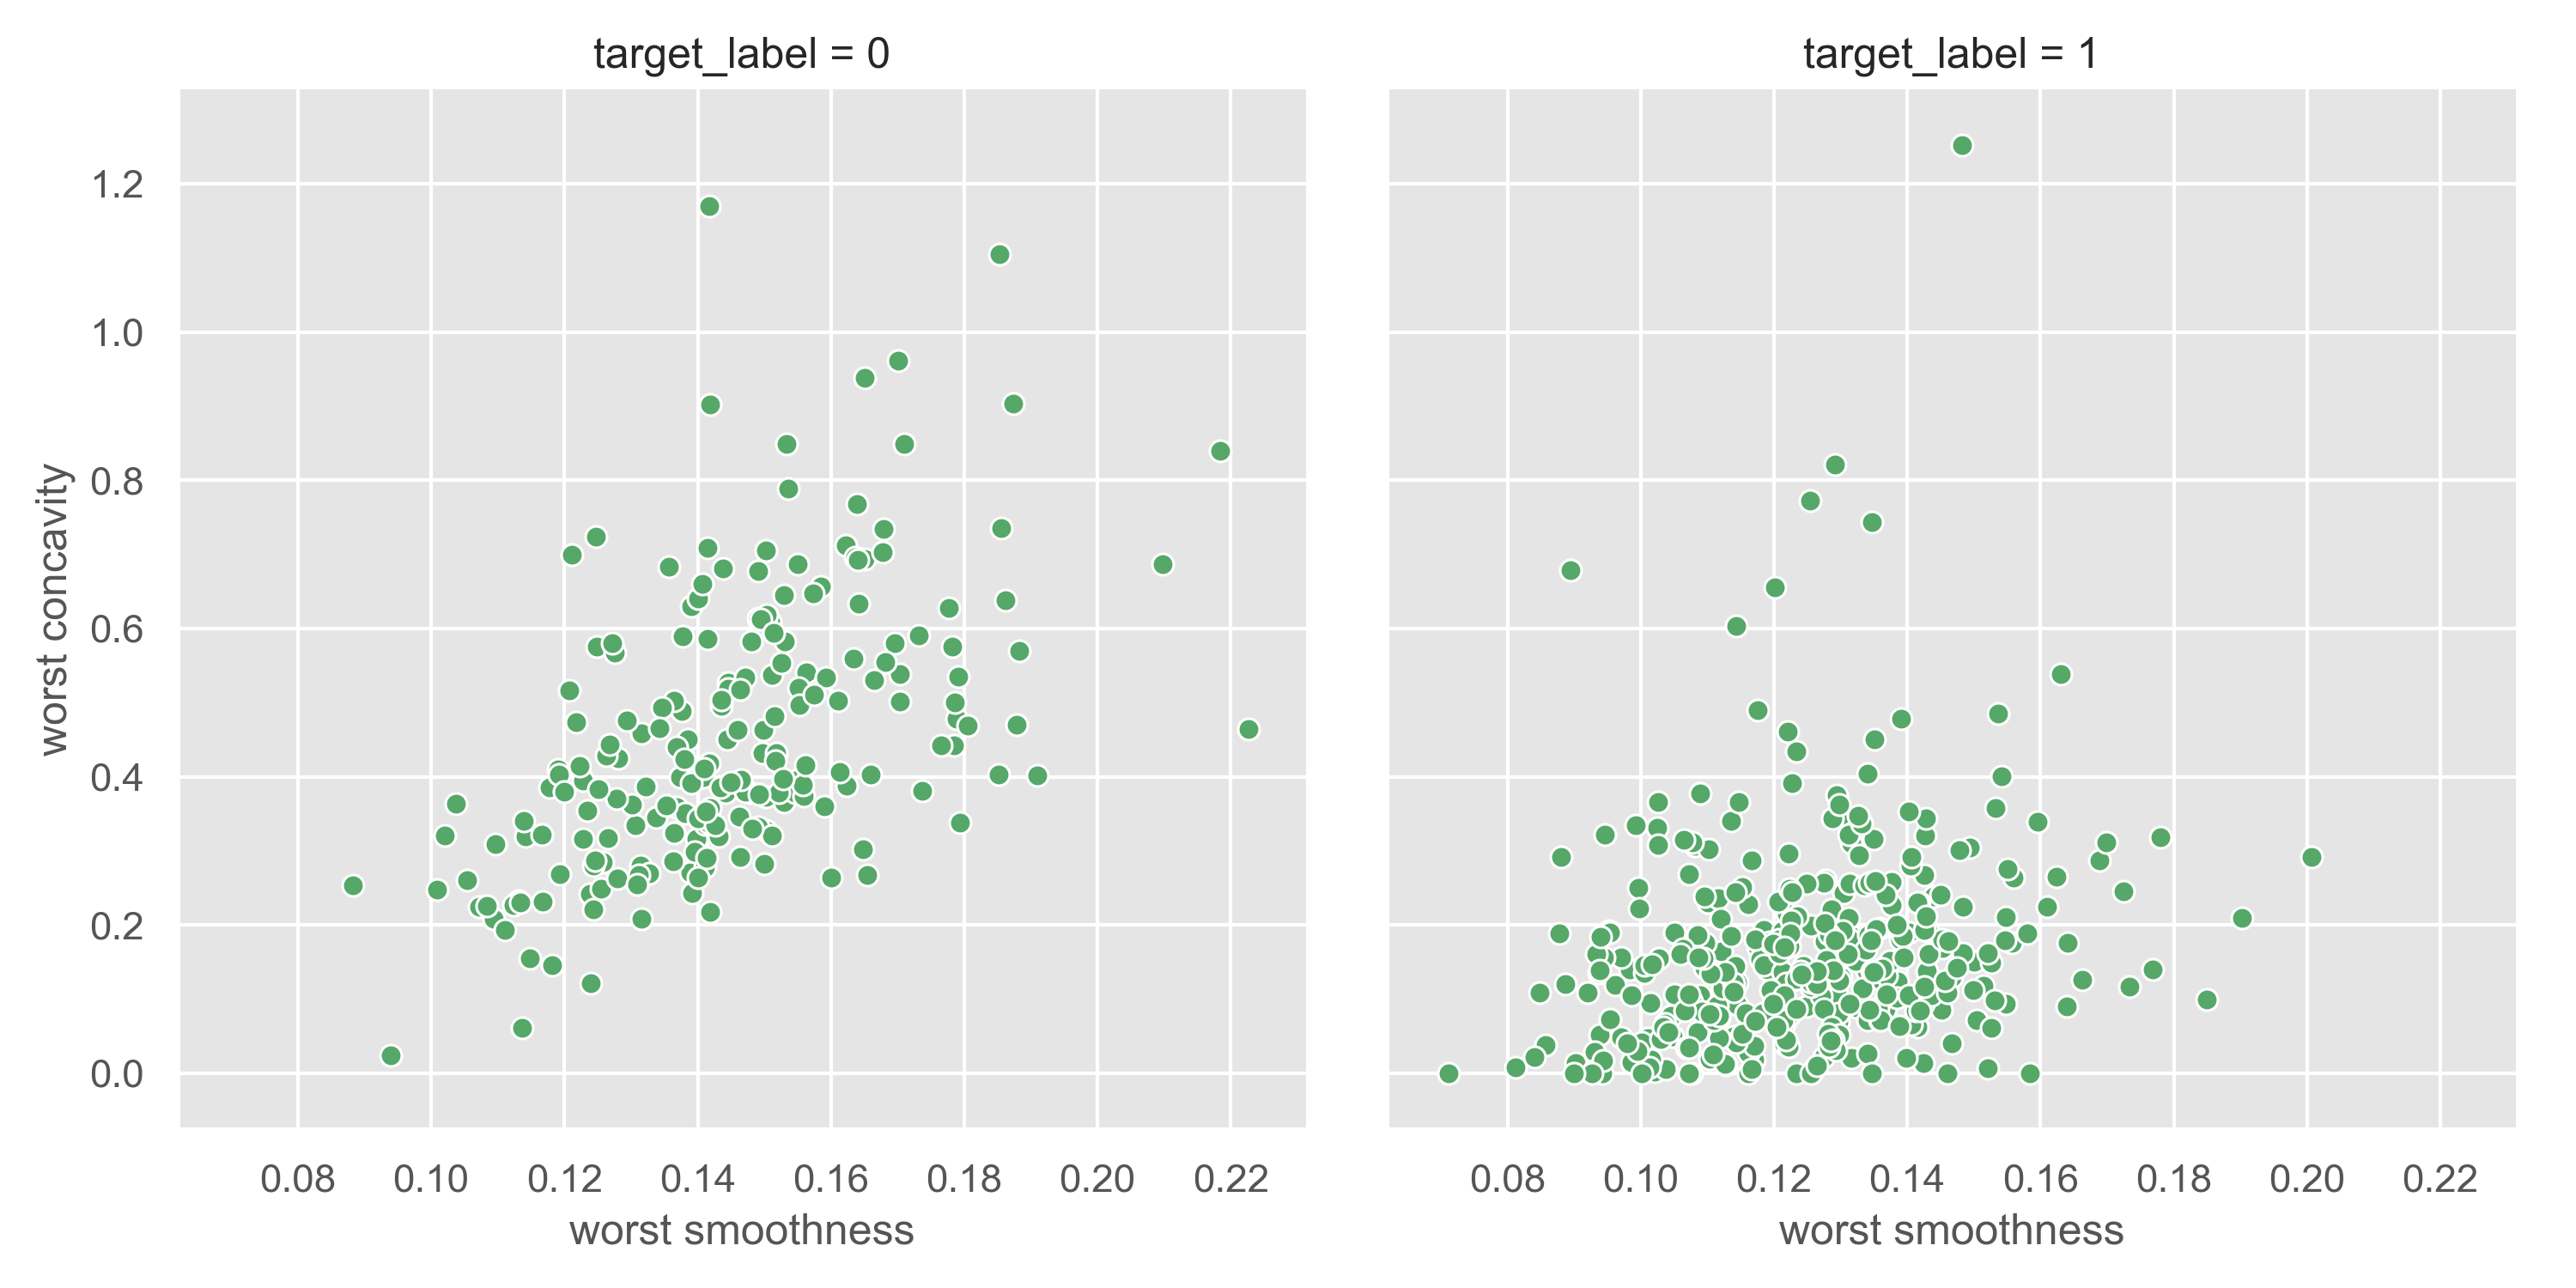 target_label = 0
target_label = 1
worst concavity
1.2
1.0
0.8
0.6
0.4
0.2
0.0
0.08 0.10 0.12 0.14 0.16 0.18 0.20 0.22
0.08 0.10 0.12 0.14 0.16 0.18 0.20 0.22
worst smoothness
worst smoothness